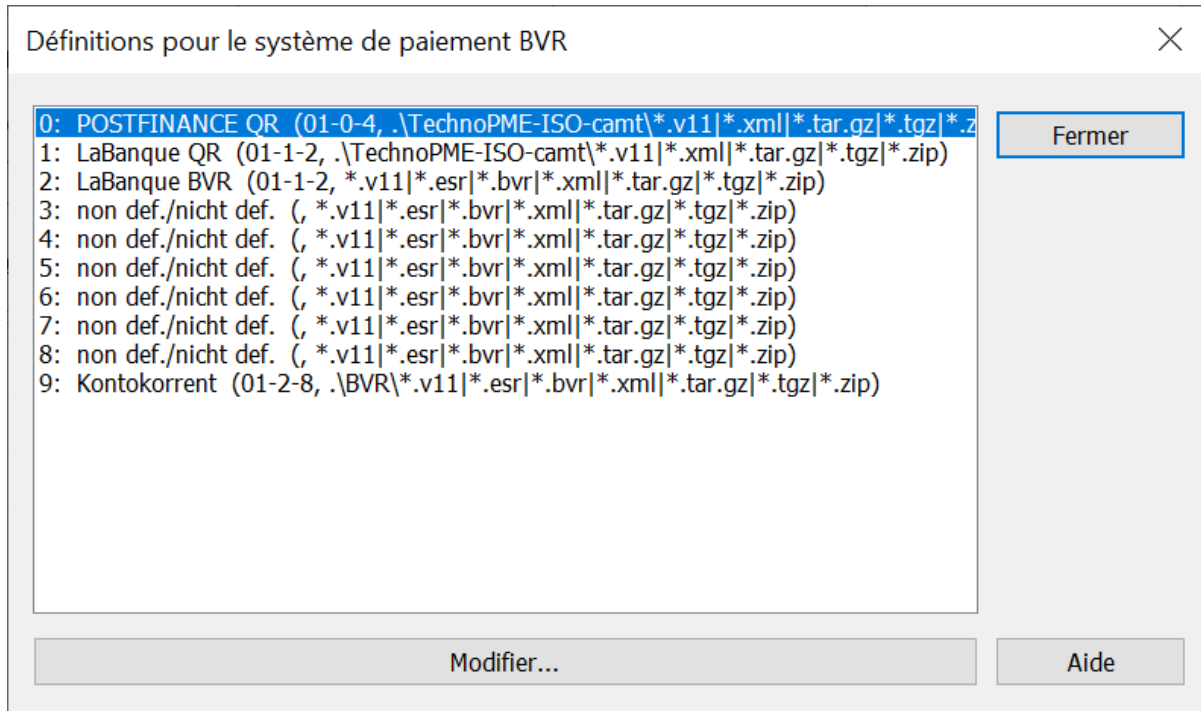 Définitions pour le système de paiement BVR
0: POSTFINANCE QR (01-0-4, .\TechnoPME-ISO-camt\*.v11|*.xml|*.tar.gz|*.tgz|*.z
1: LaBanque QR (01-1-2, .\TechnoPME-ISO-camt\*.v11|*.xml|*.tar.gz|*.tgz|*.zip)
2: LaBanque BVR (01-1-2, *.v11|*.esr|*.bvr|*.xml|*.tar.gz|*.tgz|*.zip)
3: non def./nicht def. (, *.v11|*.esr|*.bvr|*.xml|*.tar.gz|*.tgz|*.zip)
4: non def./nicht def. (, *.v11|*.esr|*.bvr|*.xml|*.tar.gz|*.tgz|*.zip)
5: non def./nicht def. (, *.v11|*.esr|*.bvr|*.xml|*.tar.gz|*.tgz|*.zip)
6: non def./nicht def. (, *.v11|*.esr|*.bvr|*.xml|*.tar.gz|*.tgz|*.zip)
7: non def./nicht def. (, *.v11|*.esr|*.bvr|*.xml|*.tar.gz|*.tgz|*.zip)
8: non def./nicht def. (, *.v11|*.esr|*.bvr|*.xml|*.tar.gz|*.tgz|*.zip)
9: Kontokorrent (01-2-8, .\BVR\*.v11|*.esr|*.bvr|*.xml|*.tar.gz|*.tgz|*.zip)
Fermer
Modifier...
Aide